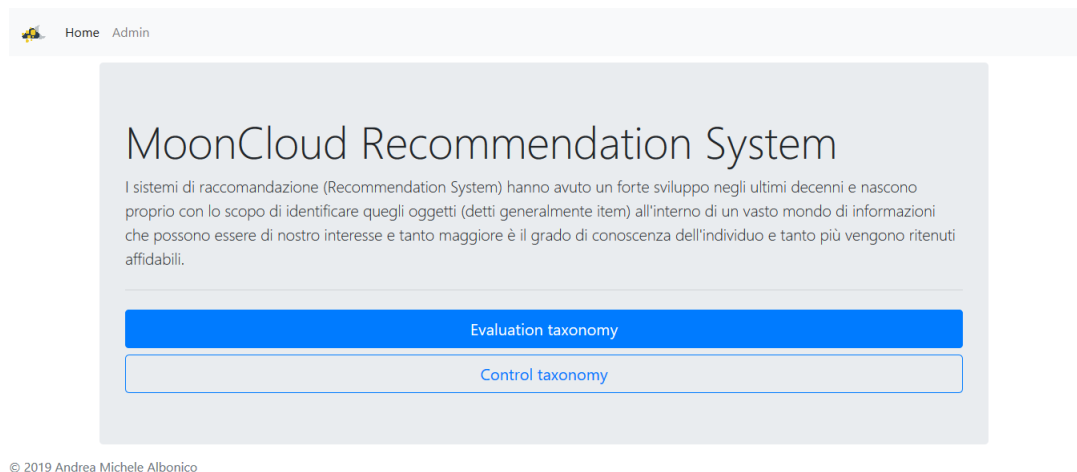 Home Admin
MoonCloud Recommendation System
I sistemi di raccomandazione (Recommendation System) hanno avuto un forte sviluppo negli ultimi decenni e nascono
proprio con lo scopo di identificare quegli oggetti (detti generalmente item) all'interno di un vasto mondo di informazioni
che possono essere di nostro interesse e tanto maggiore è il grado di conoscenza dell'individuo e tanto più vengono ritenuti
affidabili.
Evaluation taxonomy
Control taxonomy
© 2019 Andrea Michele Albonico